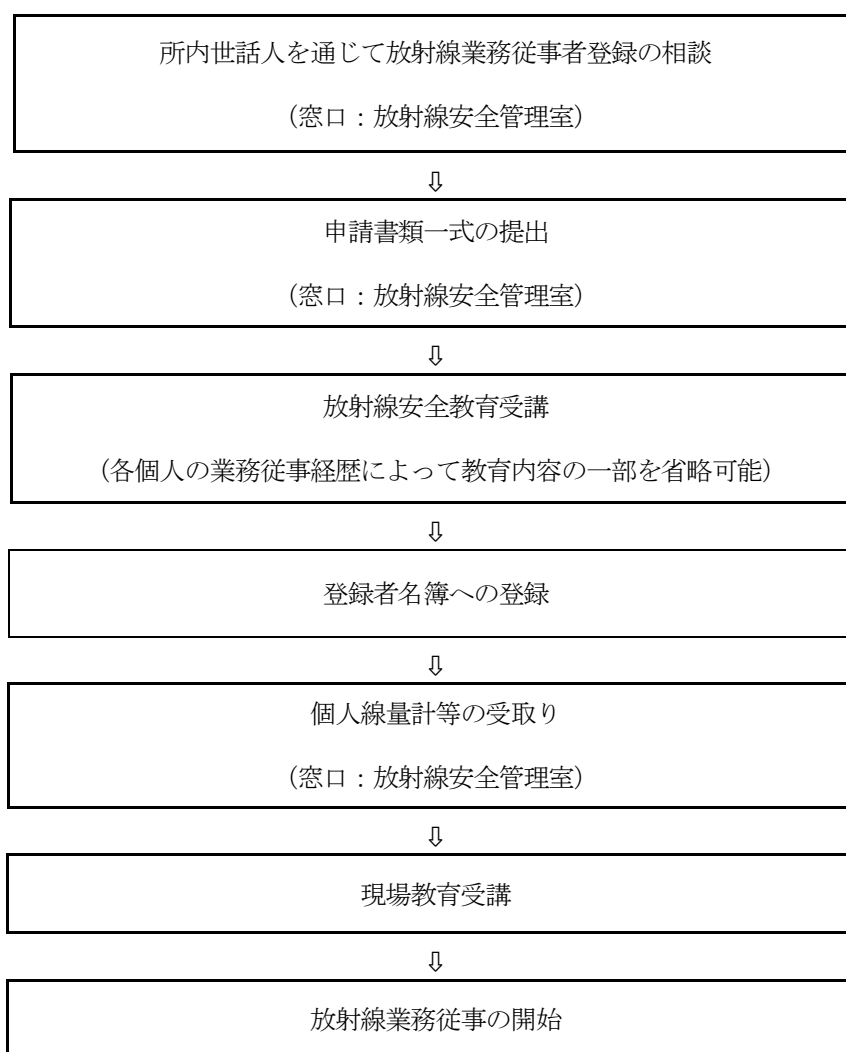 所内世話人を通じて放射線業務従事者登録の相談
（窓口：放射線安全管理室）
⇩
申請書類一式の提出
（窓口：放射線安全管理室）
⇩
放射線安全教育受講
（各個人の業務従事経歴によって教育内容の一部を省略可能）
⇩
登録者名簿への登録
⇩
個人線量計等の受取り
（窓口：放射線安全管理室）
⇩
現場教育受講
⇩
放射線業務従事の開始